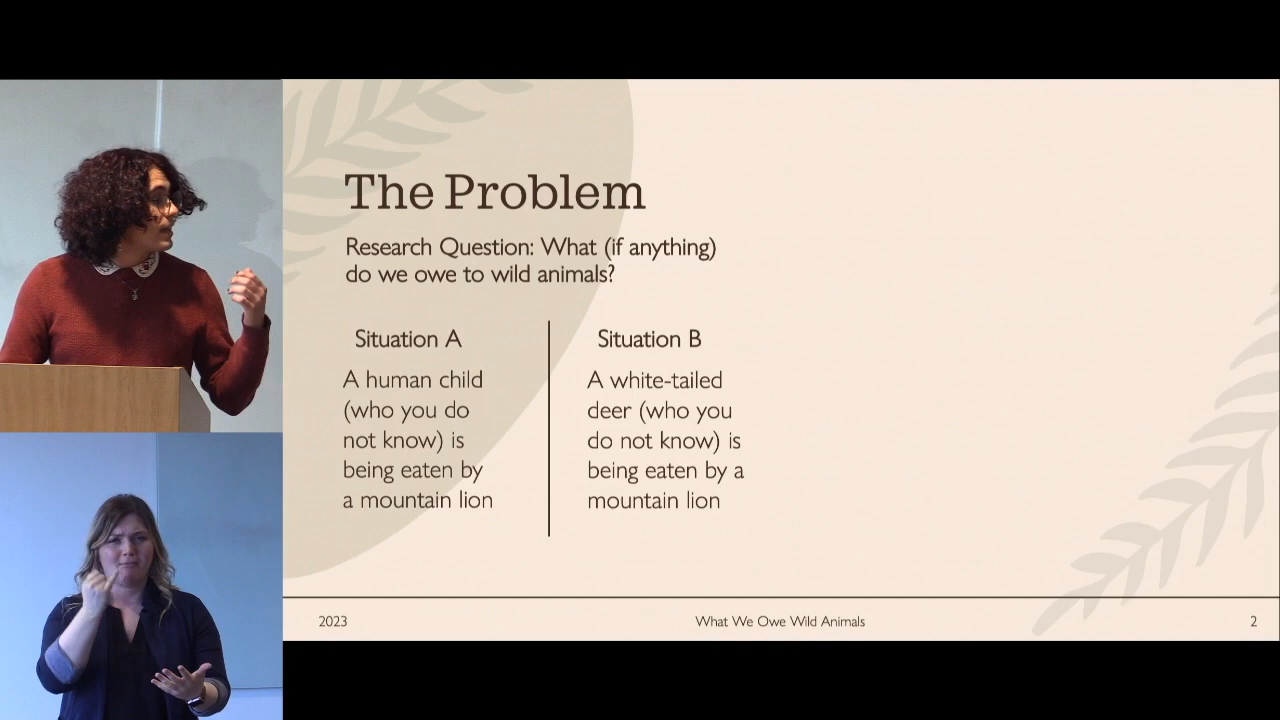 The Problem
Research Question: What (if anything)
do we owe to wild animals?
Situation A
A human child
(who you do
not know) is
being eaten by
a mountain lion
Situation B
A white-tailed
deer (who you
do not know) is
being eaten by a
mountain lion
2023
What We Owe Wild Animals
2